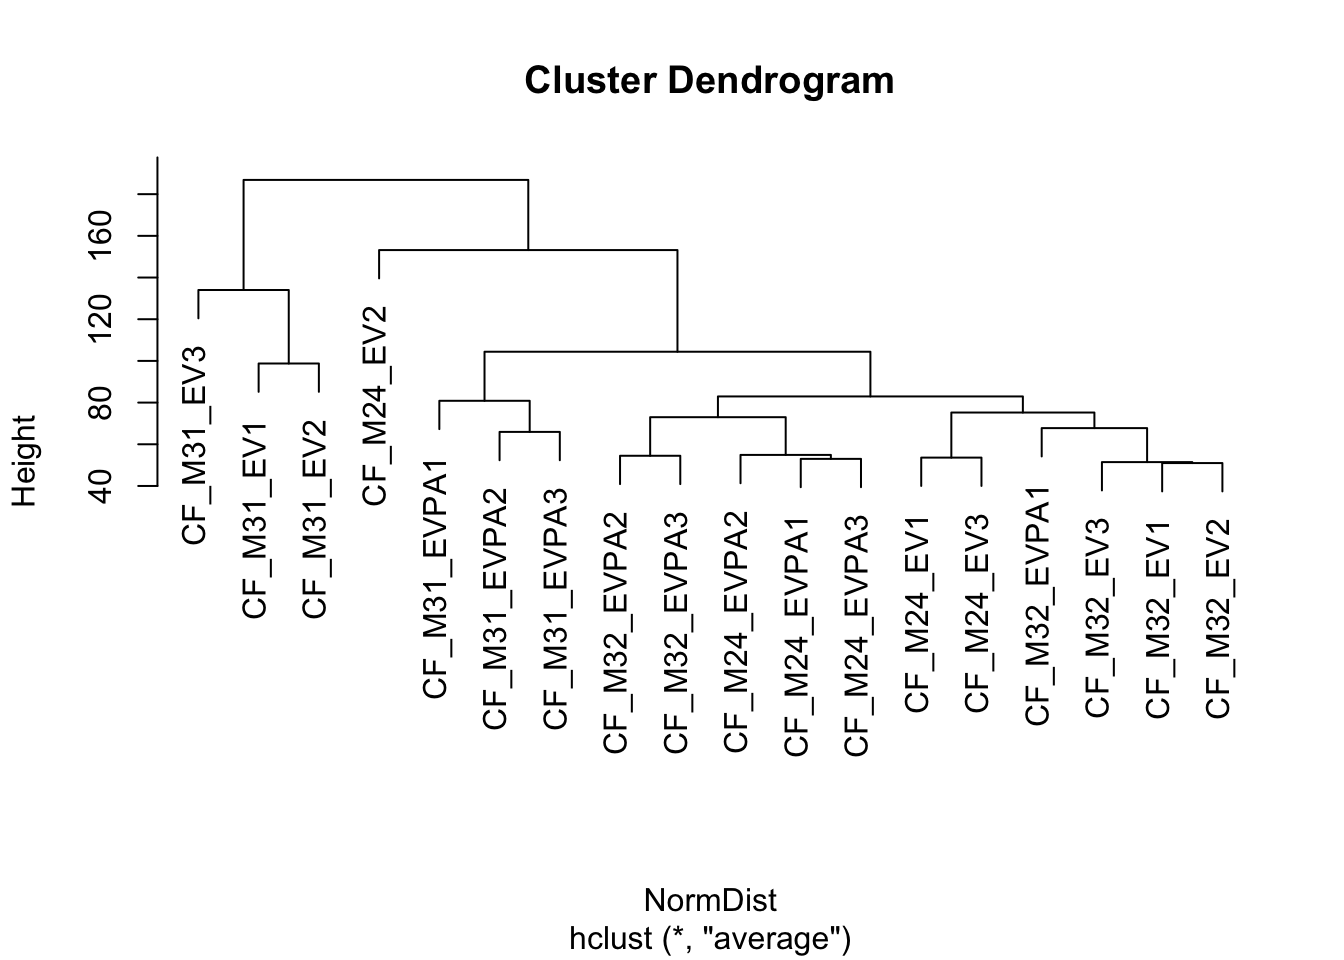 Cluster Dendrogram
Height
160
120
80
40
CF_M31_EV3
CF_M31_EV1
CF_M31_EV2
CF_M24_EV2
CF_M31_EVPA1
CF_M31_EVPA2
CF_M31_EVPA3
CF_M32_EVPA2
CF_M32_EVPA3
CF_M24_EVPA2
CF_M24_EVPA1
CF_M24_EVPA3
CF_M24_EV1
CF_M24_EV3
CF_M32_EVPA1
CF_M32_EV3
CF_M32_EV1
CF_M32_EV2
NormDist
hclust (*, "average")